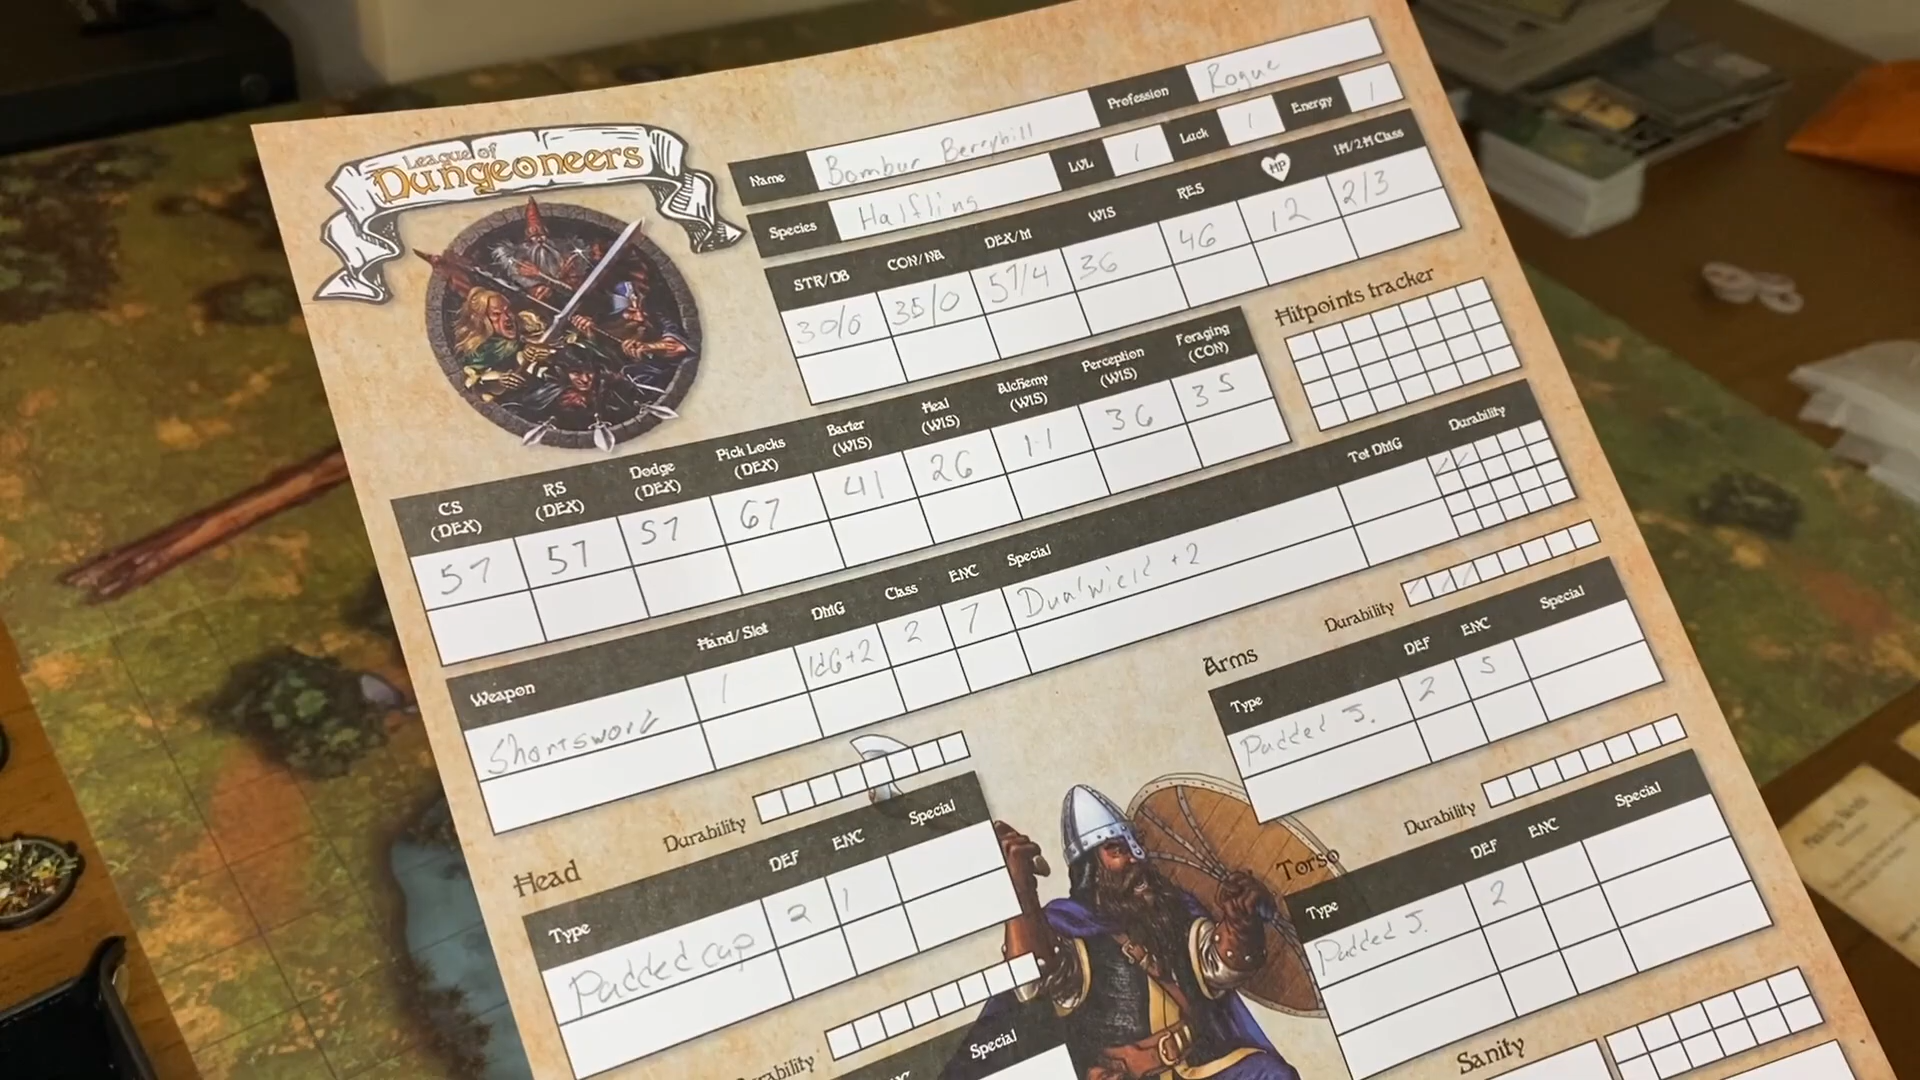 League of
Dungeoneers
Name Bombur Berryhill Profession Rogue
Species Halfling LVL 1 Luck 1 Energy 1
STR/DB CON/NA DEX/M WIS RES HP 1M/2M Class
30/0 35/0 57/4 36 46 12 2/3
Hitpoints tracker
CS (DEX) RS (DEX) Dodge (DEX) Pick Locks (DEX) Barter (WIS) Heal (WIS) Alchemy (WIS) Perception (WIS) Foraging (CON)
57 57 57 67 41 26 11 36 35
Weapon Hand/Slot DMG Class ENC Special Tot DMG Durability
Shortsword 1 1d6+2 2 7 Dualwield +2
Durability
Arms
Type DEF ENC Special
Padded J. 2 5
Durability
Head
Type DEF ENC Special
Padded cap 2 1
Durability
Torso
Type DEF ENC Special
Padded J. 2
Special
Sanity